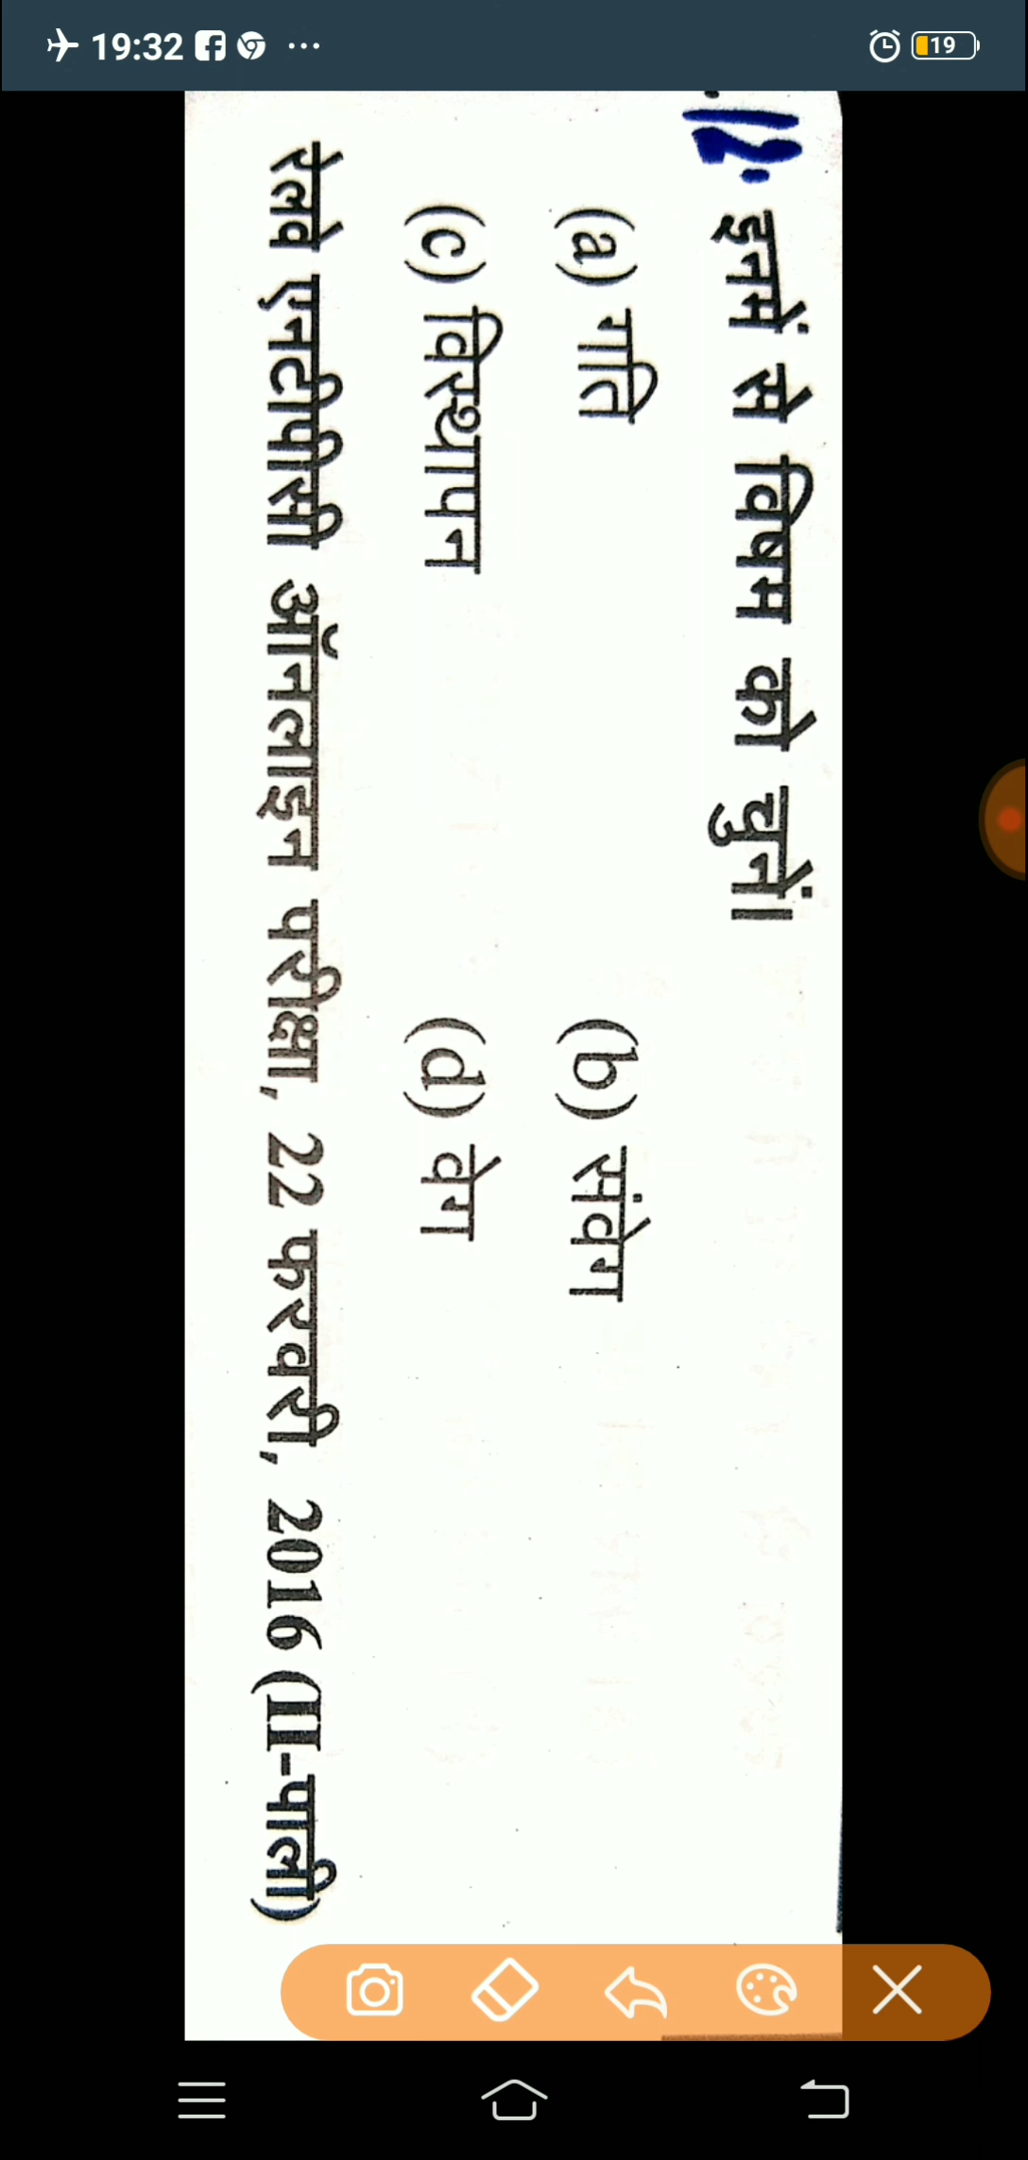 19:32 ...
19
12.
इनमें से विषम को चुनें।
(a) गति (b) संवेग
(c) विस्थापन (d) वेग
रेलवे एनटीपीसी ऑनलाइन परीक्षा, 22 फरवरी, 2016 (II-पाली)